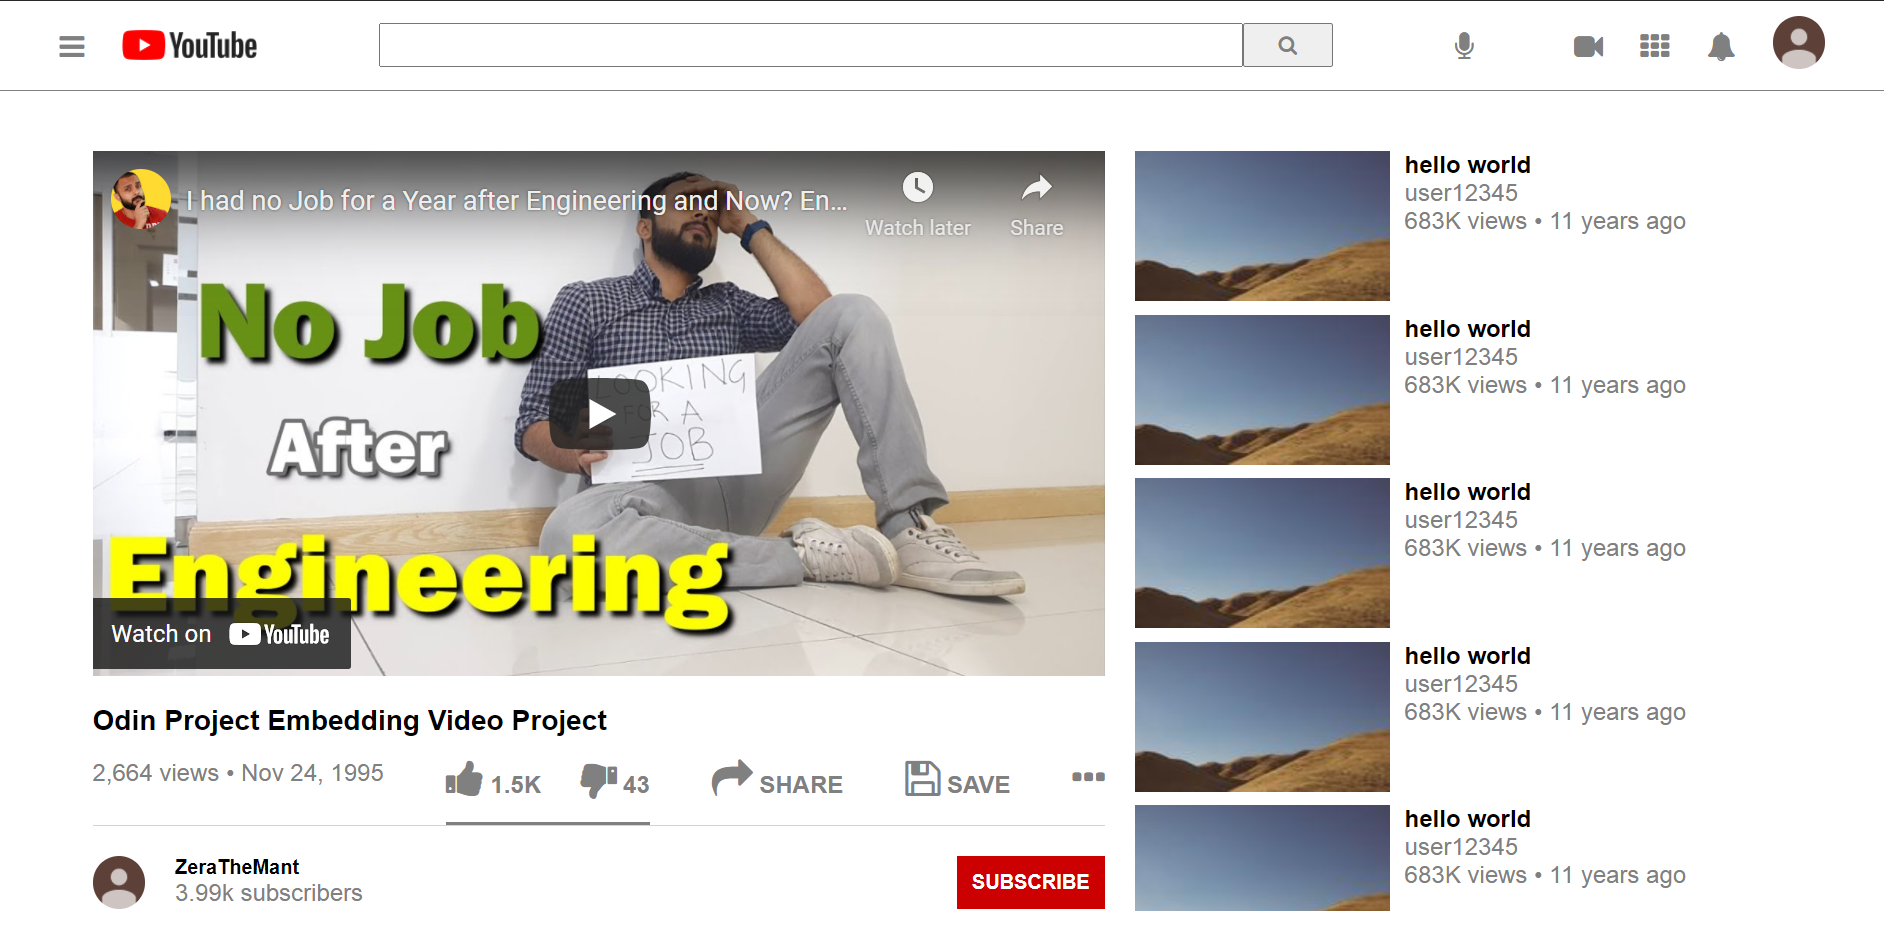 YouTube
I had no Job for a Year after Engineering and Now? En...
Watch later
Share
No Job
After
Engineering
LOOKING
FOR A
JOB
Watch on YouTube
Odin Project Embedding Video Project
2,664 views • Nov 24, 1995
1.5K
43
SHARE
SAVE
ZeraTheMant
3.99k subscribers
SUBSCRIBE
hello world
user12345
683K views • 11 years ago
hello world
user12345
683K views • 11 years ago
hello world
user12345
683K views • 11 years ago
hello world
user12345
683K views • 11 years ago
hello world
user12345
683K views • 11 years ago